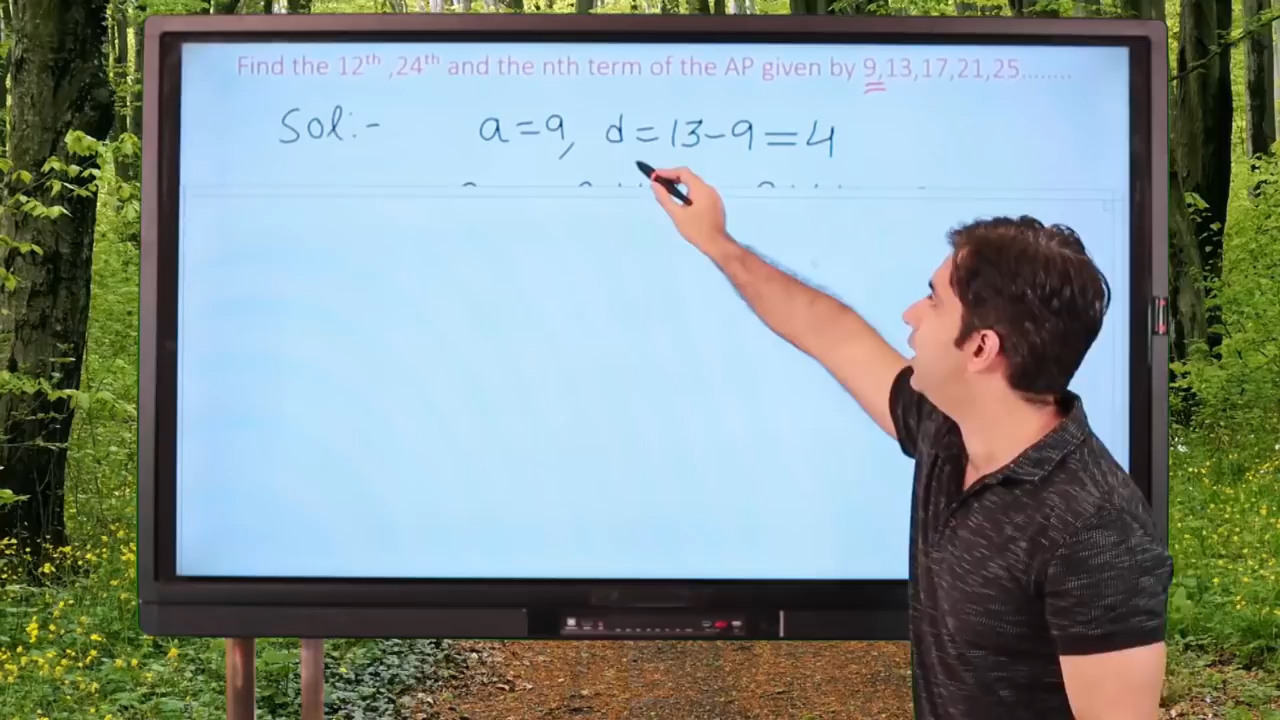 Find the 12th ,24th and the nth term of the AP given by 9,13,17,21,25........
Sol:- a=9, d=13-9=4